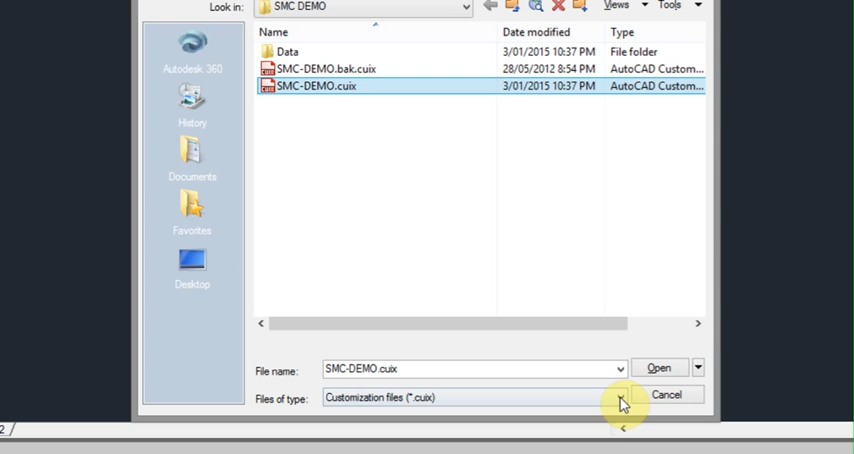 Look in: SMC DEMO Views Tools
Name Date modified Type
Data 3/01/2015 10:37 PM File folder
SMC-DEMO.bak.cuix 28/05/2012 8:54 PM AutoCAD Custom...
SMC-DEMO.cuix 3/01/2015 10:37 PM AutoCAD Custom...
Autodesk 360
History
Documents
Favorites
Desktop
File name: SMC-DEMO.cuix Open
Files of type: Customization files (*.cuix) Cancel
2